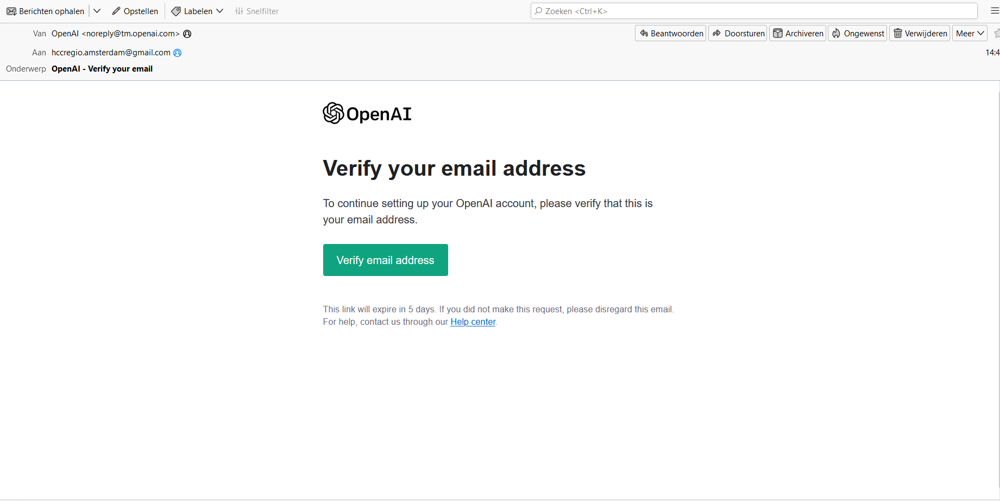 Berichten ophalen Opstellen Labelen Snelfilter Zoeken <Ctrl+K>
Van OpenAI <noreply@tm.openai.com> Beantwoorden Doorsturen Archiveren Ongewenst Verwijderen Meer
Aan hccregio.amsterdam@gmail.com 14:4
Onderwerp OpenAI - Verify your email
OpenAI
Verify your email address
To continue setting up your OpenAI account, please verify that this is
your email address.
Verify email address
This link will expire in 5 days. If you did not make this request, please disregard this email.
For help, contact us through our Help center.